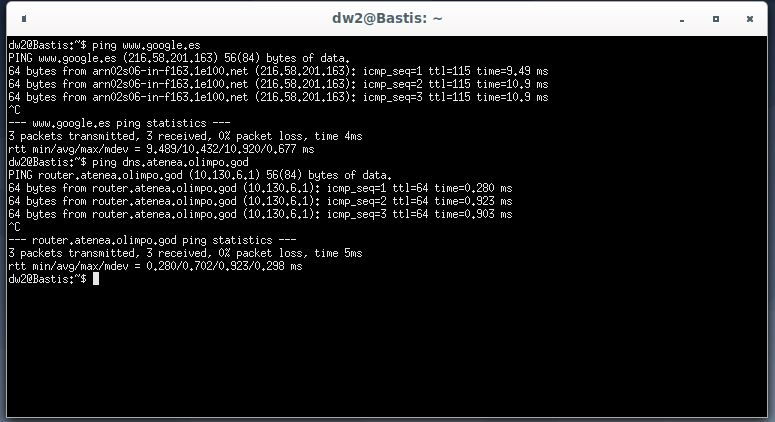 dw2@Bastis: ~
dw2@Bastis:~$ ping www.google.es
PING www.google.es (216.58.201.163) 56(84) bytes of data.
64 bytes from arn02s06-in-f163.1e100.net (216.58.201.163): icmp_seq=1 ttl=115 time=9.49 ms
64 bytes from arn02s06-in-f163.1e100.net (216.58.201.163): icmp_seq=2 ttl=115 time=10.9 ms
64 bytes from arn02s06-in-f163.1e100.net (216.58.201.163): icmp_seq=3 ttl=115 time=10.9 ms
^C
--- www.google.es ping statistics ---
3 packets transmitted, 3 received, 0% packet loss, time 4ms
rtt min/avg/max/mdev = 9.489/10.432/10.920/0.677 ms
dw2@Bastis:~$ ping dns.atenea.olimpo.god
PING router.atenea.olimpo.god (10.130.6.1) 56(84) bytes of data.
64 bytes from router.atenea.olimpo.god (10.130.6.1): icmp_seq=1 ttl=64 time=0.280 ms
64 bytes from router.atenea.olimpo.god (10.130.6.1): icmp_seq=2 ttl=64 time=0.923 ms
64 bytes from router.atenea.olimpo.god (10.130.6.1): icmp_seq=3 ttl=64 time=0.903 ms
^C
--- router.atenea.olimpo.god ping statistics ---
3 packets transmitted, 3 received, 0% packet loss, time 5ms
rtt min/avg/max/mdev = 0.280/0.702/0.923/0.298 ms
dw2@Bastis:~$